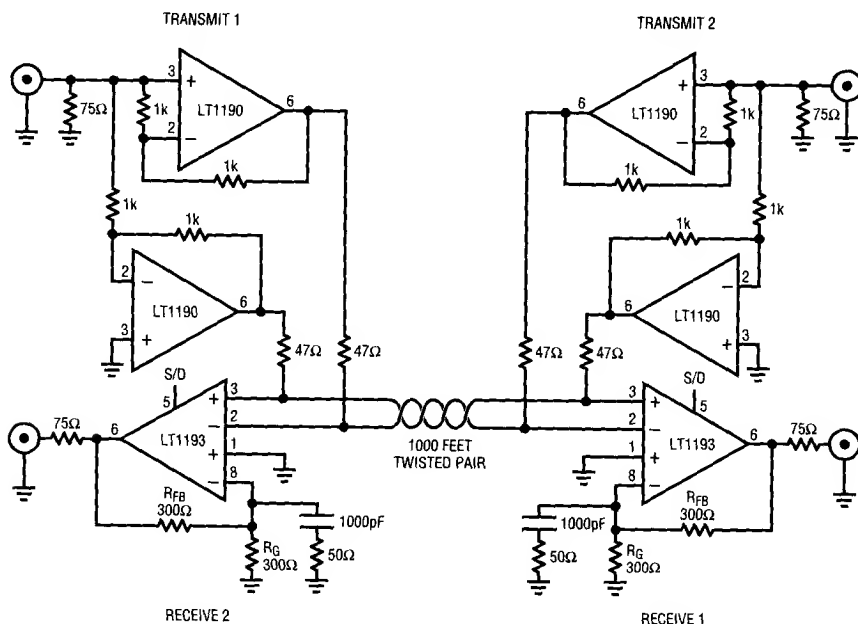 TRANSMIT 1
TRANSMIT 2
3
+
LT1190
6
2
−
75Ω
1k
1k
1k
1k
2
−
LT1190
6
3
+
47Ω
47Ω
6
+
3
LT1190
−
2
1k
75Ω
1k
1k
1k
−
2
LT1190
6
+
3
47Ω
47Ω
S/D
5
75Ω
6
LT1193
+
3
−
2
+
1
−
8
RFB
300Ω
RG
300Ω
1000pF
50Ω
1000 FEET
TWISTED PAIR
S/D
5
3
+
2
−
1
+
8
−
LT1193
6
75Ω
RFB
300Ω
1000pF
50Ω
RG
300Ω
RECEIVE 2
RECEIVE 1